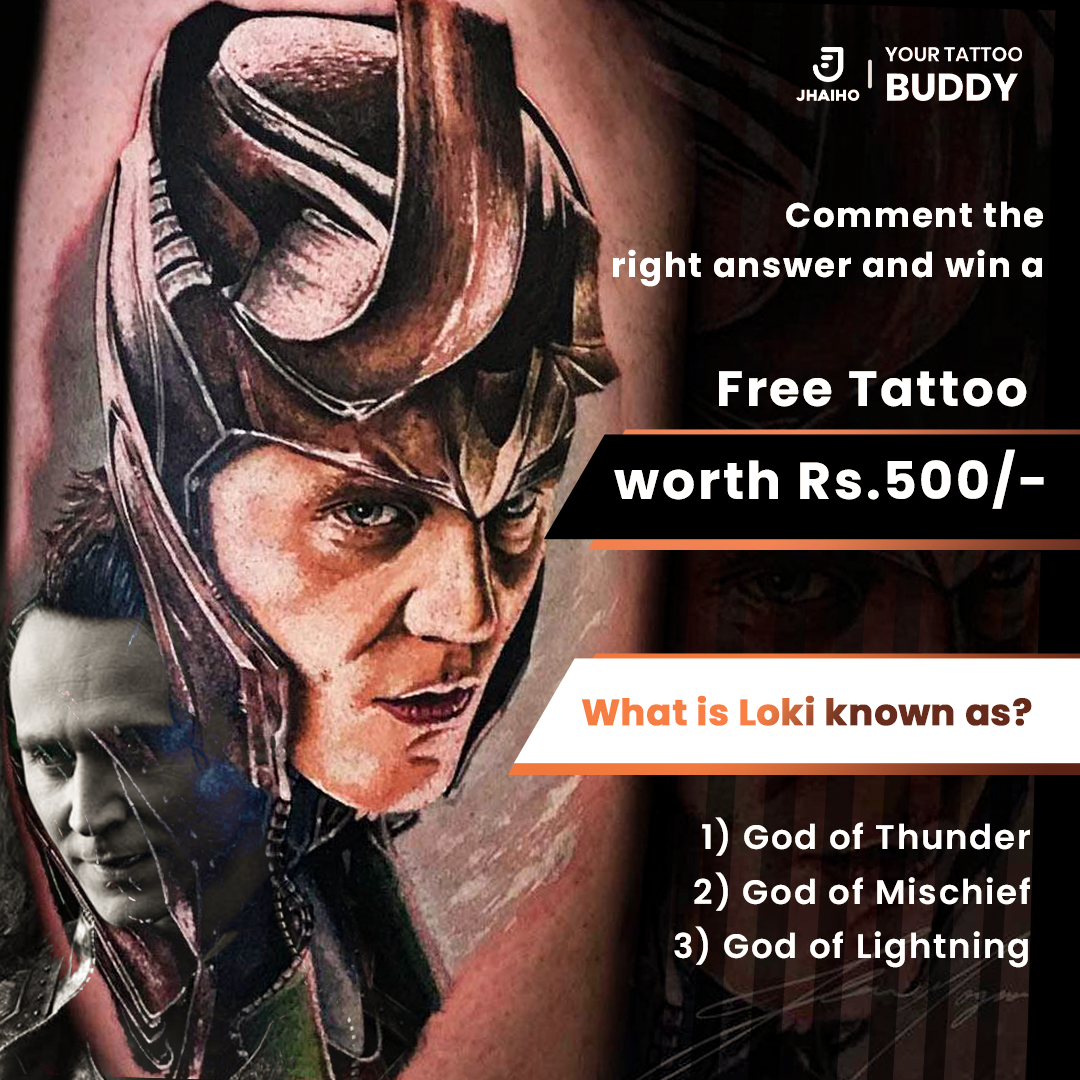 JHAIHO
YOUR TATTOO
BUDDY
Comment the
right answer and win a
Free Tattoo
worth Rs.500/-
What is Loki known as?
1) God of Thunder
2) God of Mischief
3) God of Lightning